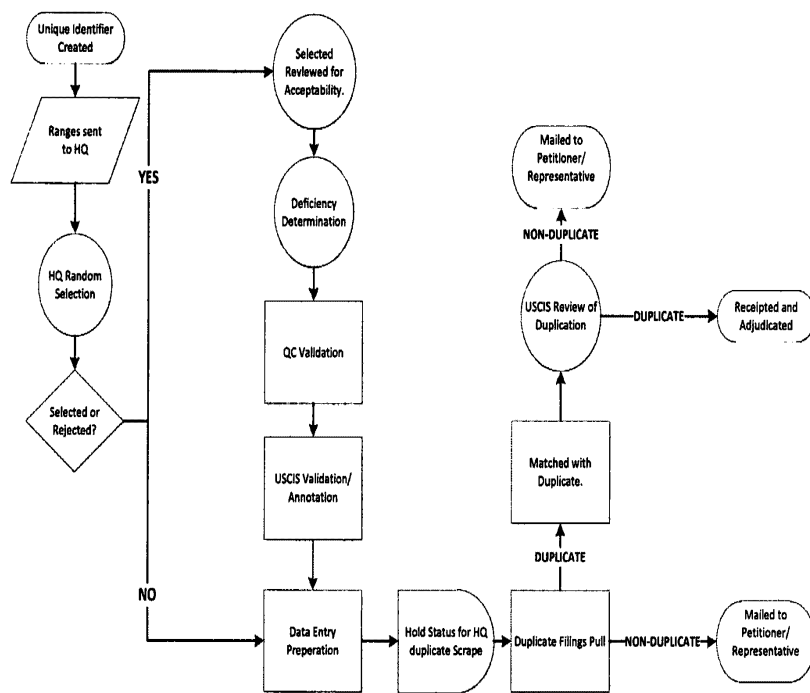 Unique Identifier
Created
Ranges sent
to HQ
HQ Random
Selection
Selected or
Rejected?
YES
NO
Selected
Reviewed for
Acceptability.
Deficiency
Determination
QC Validation
USCIS Validation/
Annotation
Data Entry
Preperation
Hold Status for HQ
duplicate Scrape
Duplicate Filings Pull
NON-DUPLICATE
Mailed to
Petitioner/
Representative
DUPLICATE
Matched with
Duplicate.
USCIS Review of
Duplication
DUPLICATE
Receipted and
Adjudicated
NON-DUPLICATE
Mailed to
Petitioner/
Representative